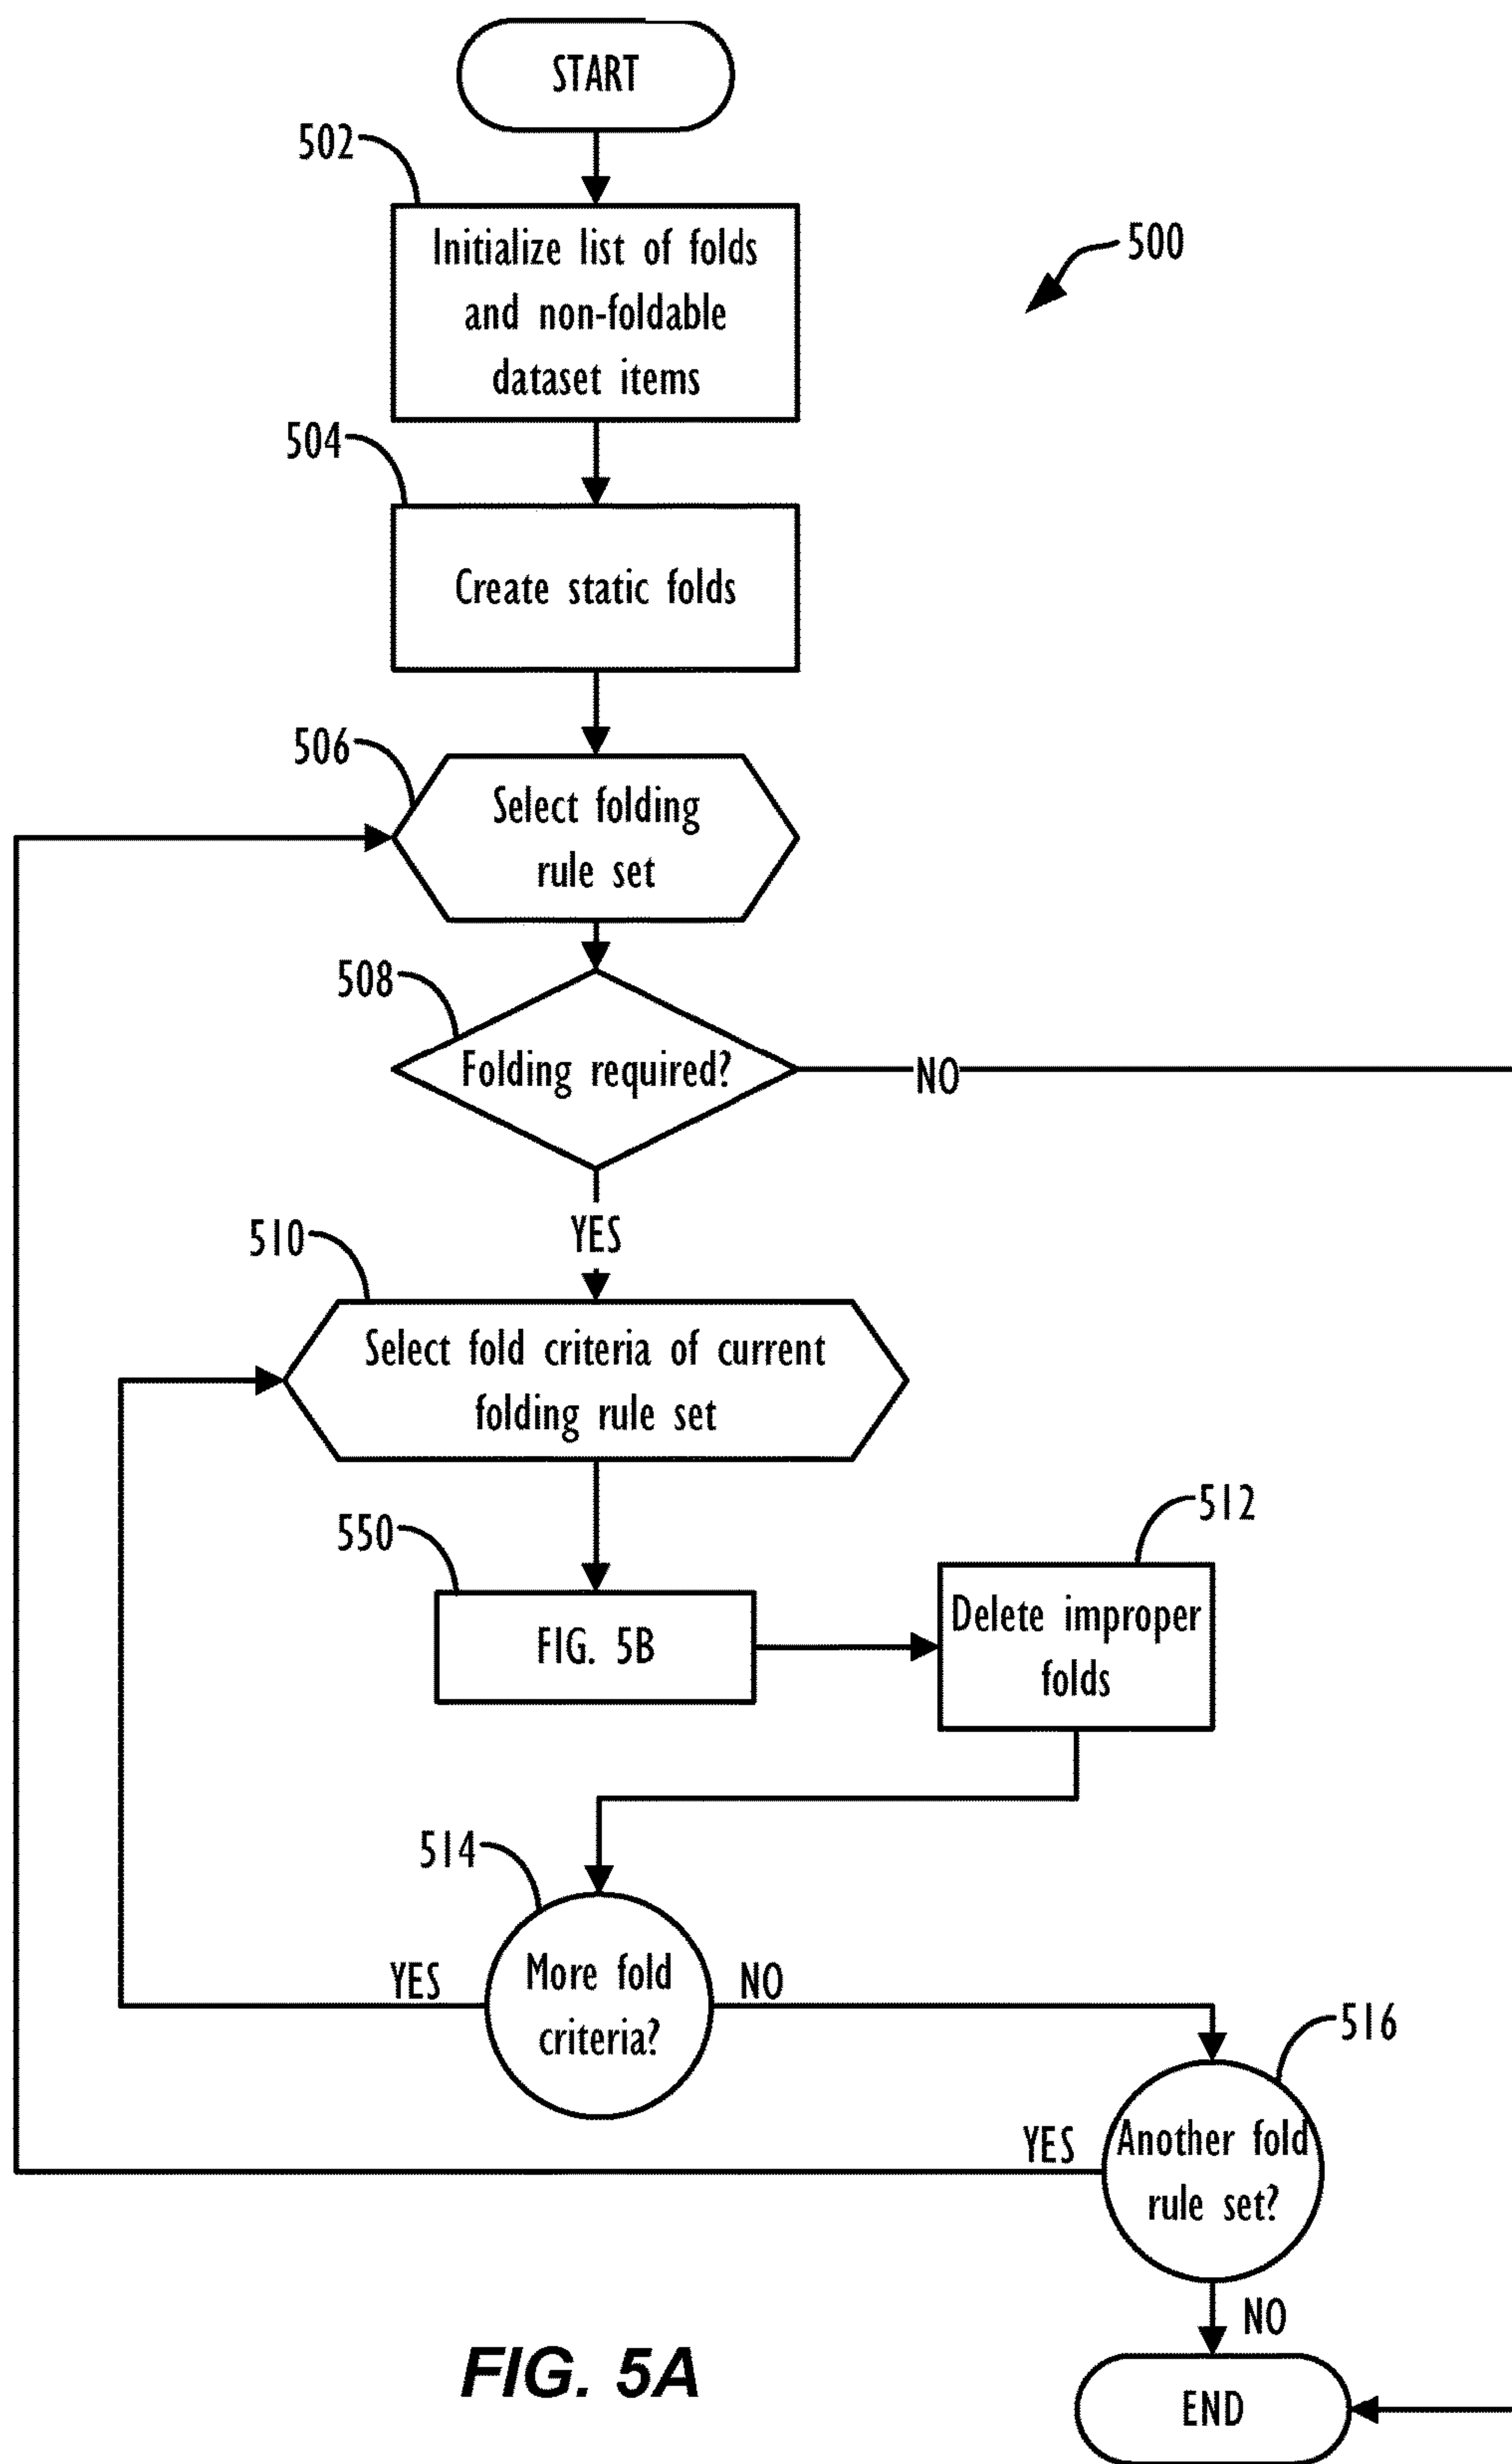 START
502
Initialize list of folds
and non-foldable
dataset items
500
504
Create static folds
506
Select folding
rule set
508
Folding required?
NO
YES
510
Select fold criteria of current
folding rule set
550
FIG. 5B
512
Delete improper
folds
514
More fold
criteria?
YES
NO
516
Another fold
rule set?
YES
NO
END
FIG. 5A